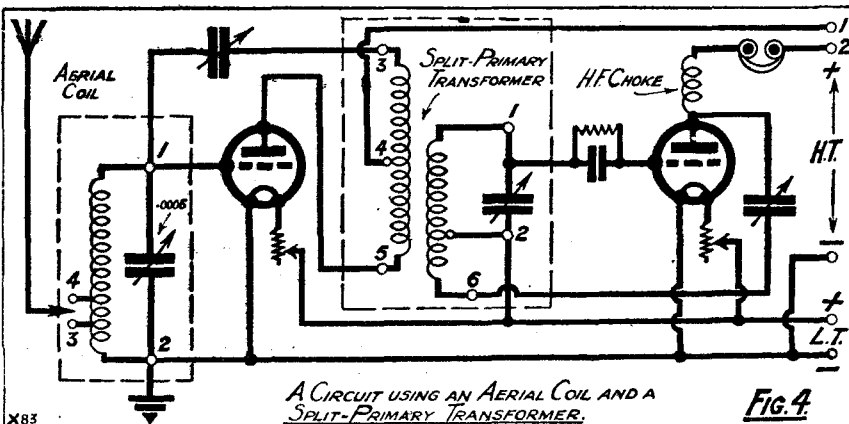 AERIAL
COIL
1
.0005
4
3
2
3
SPLIT-PRIMARY
TRANSFORMER
4
5
1
2
6
H.F. CHOKE
1
2
+
H.T.
−
+
L.T.
−
A CIRCUIT USING AN AERIAL COIL AND A
SPLIT-PRIMARY TRANSFORMER.
FIG. 4.
X83